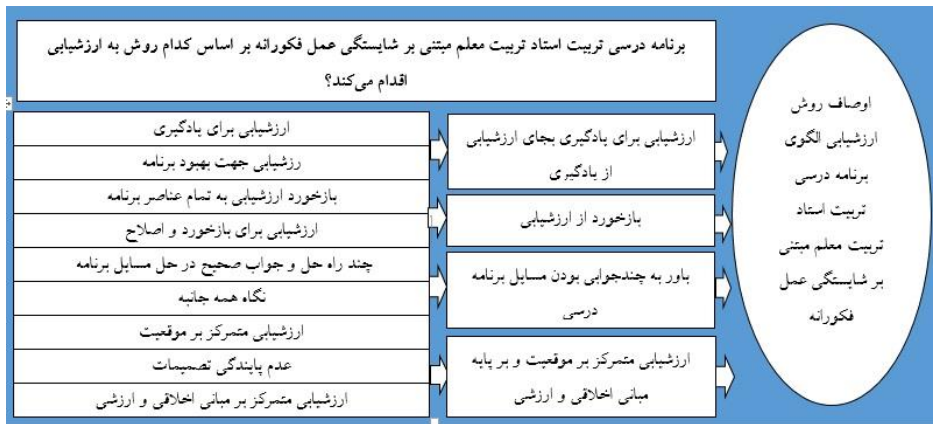 برنامه درسی تربیت استاد تربیت معلم مبتنی بر شایستگی عمل فکورانه بر اساس کدام روش به ارزشیابی
اقدام می‌کند؟
ارزشیابی برای یادگیری
رزشیابی جهت بهبود برنامه
بازخورد ارزشیابی به تمام عناصر برنامه
ارزشیابی برای بازخورد و اصلاح
چند راه حل و جواب صحیح در حل مسایل برنامه
نگاه همه جانبه
ارزشیابی متمرکز بر موقعیت
عدم پایندگی تصمیمات
ارزشیابی متمرکز بر مبانی اخلاقی و ارزشی
ارزشیابی برای یادگیری بجای ارزشیابی
از یادگیری
بازخورد از ارزشیابی
باور به چندجوابی بودن مسایل برنامه
درسی
ارزشیابی متمرکز بر موقعیت و بر پایه
مبانی اخلاقی و ارزشی
اوصاف روش
ارزشیابی الگوی
برنامه درسی
تربیت استاد
تربیت معلم مبتنی
بر شایستگی عمل
فکورانه